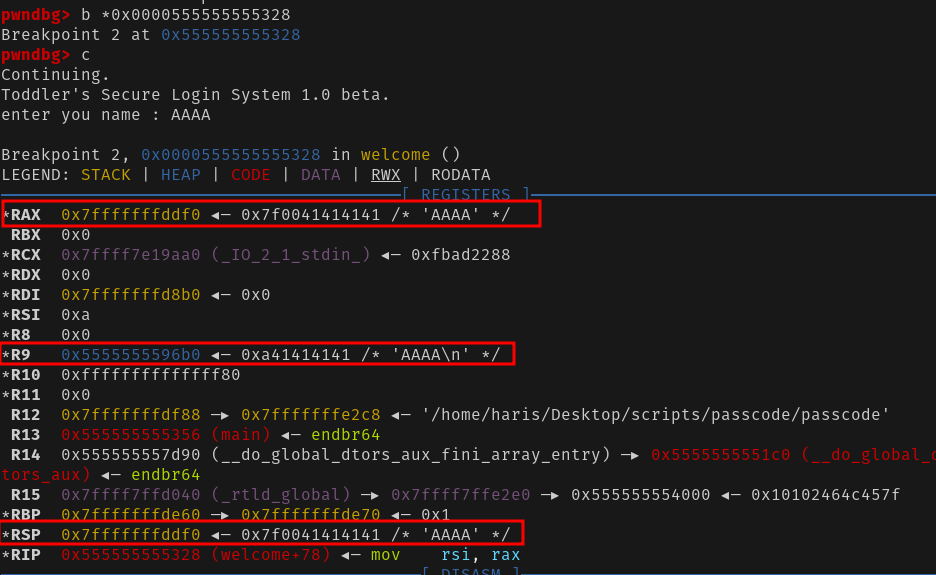 pwndbg> b *0x0000555555555328
Breakpoint 2 at 0x555555555328
pwndbg> c
Continuing.
Toddler's Secure Login System 1.0 beta.
enter you name : AAAA
Breakpoint 2, 0x0000555555555328 in welcome ()
LEGEND: STACK | HEAP | CODE | DATA | RWX | RODATA
[ REGISTERS ]
*RAX  0x7fffffffddf0 ◂— 0x7f0041414141 /* 'AAAA' */
 RBX  0x0
*RCX  0x7ffff7e19aa0 (_IO_2_1_stdin_) ◂— 0xfbad2288
*RDX  0x0
*RDI  0x7fffffffd8b0 ◂— 0x0
*RSI  0xa
*R8   0x0
*R9   0x5555555596b0 ◂— 0xa41414141 /* 'AAAA\n' */
*R10  0xffffffffffffff80
*R11  0x0
 R12  0x7fffffffdf88 —▸ 0x7fffffffe2c8 ◂— '/home/haris/Desktop/scripts/passcode/passcode'
 R13  0x555555555356 (main) ◂— endbr64
 R14  0x555555557d90 (__do_global_dtors_aux_fini_array_entry) —▸ 0x5555555551c0 (__do_global_d
tors_aux) ◂— endbr64
 R15  0x7ffff7ffd040 (_rtld_global) —▸ 0x7ffff7ffe2e0 —▸ 0x555555554000 ◂— 0x10102464c457f
*RBP  0x7fffffffde60 —▸ 0x7fffffffde70 ◂— 0x1
*RSP  0x7fffffffddf0 ◂— 0x7f0041414141 /* 'AAAA' */
*RIP  0x555555555328 (welcome+78) ◂— mov    rsi, rax
[ DISASM ]